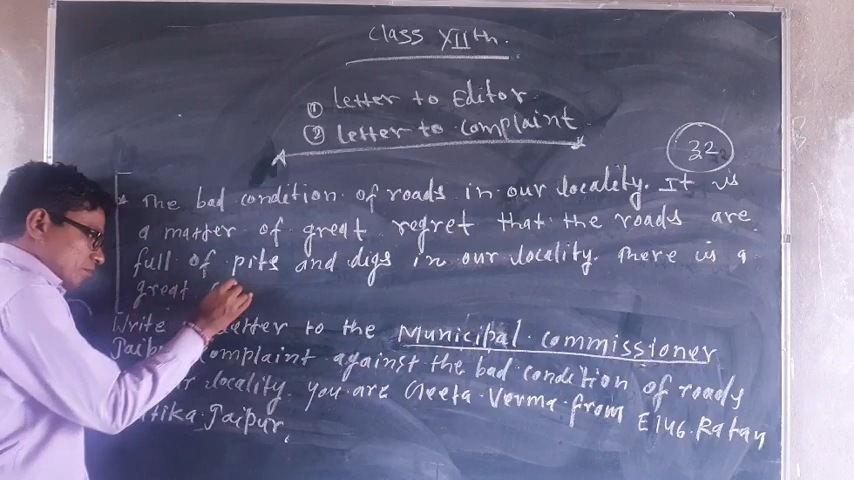 Class XIIth.
① Letter to Editor.
② Letter to Complaint
32
* The bad condition of roads in our locality. It is
a matter of great regret that the roads are
full of pits and digs in our locality. There is a
great
Write letter to the Municipal commissioner
Jaipur complaint against the bad condition of roads
locality. You are Geeta Verma from E146. Ratan
Jaipur.